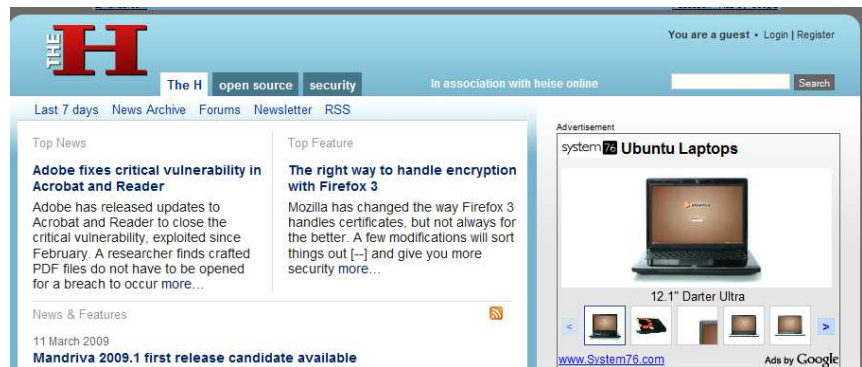 THE H
You are a guest • Login | Register
The H open source security
In association with heise online
Search
Last 7 days News Archive Forums Newsletter RSS
Top News
Adobe fixes critical vulnerability in
Acrobat and Reader
Adobe has released updates to
Acrobat and Reader to close the
critical vulnerability, exploited since
February. A researcher finds crafted
PDF files do not have to be opened
for a breach to occur more...
Top Feature
The right way to handle encryption
with Firefox 3
Mozilla has changed the way Firefox 3
handles certificates, but not always for
the better. A few modifications will sort
things out [--] and give you more
security more...
News & Features
11 March 2009
Mandriva 2009.1 first release candidate available
Advertisement
system76 Ubuntu Laptops
ubuntu
12.1" Darter Ultra
< >
www.System76.com
Ads by Google